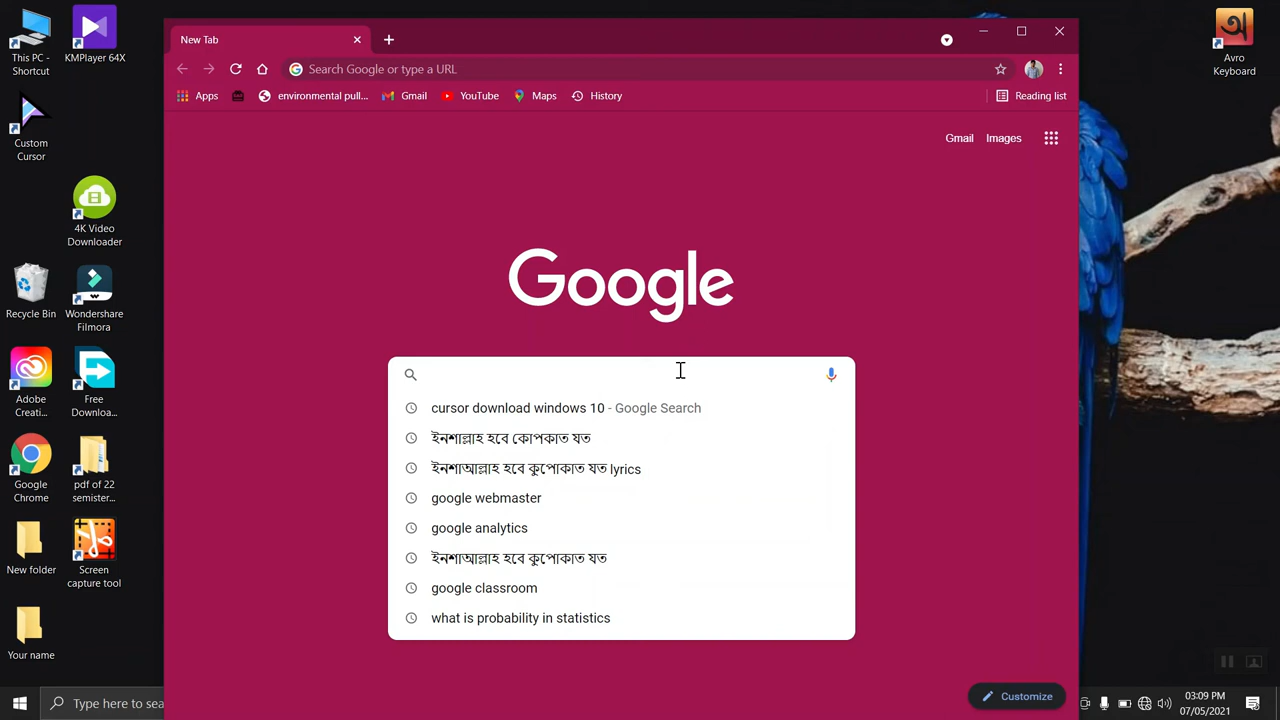 This PC - Shortcut
KMPlayer 64X
Custom Cursor
4K Video Downloader
Recycle Bin
Wondershare Filmora
Adobe Creati...
Free Downloa...
Google Chrome
pdf of 22 semister...
New folder
Screen capture tool
Your name
Avro Keyboard
অ
New Tab
Search Google or type a URL
Apps
environmental pull...
Gmail
YouTube
Maps
History
Reading list
Gmail Images
Google
cursor download windows 10 - Google Search
ইনশাল্লাহ হবে কোপকাত যত
ইনশাআল্লাহ হবে কুপোকাত যত lyrics
google webmaster
google analytics
ইনশাআল্লাহ হবে কুপোকাত যত
google classroom
what is probability in statistics
Customize
Type here to sea
03:09 PM
07/05/2021